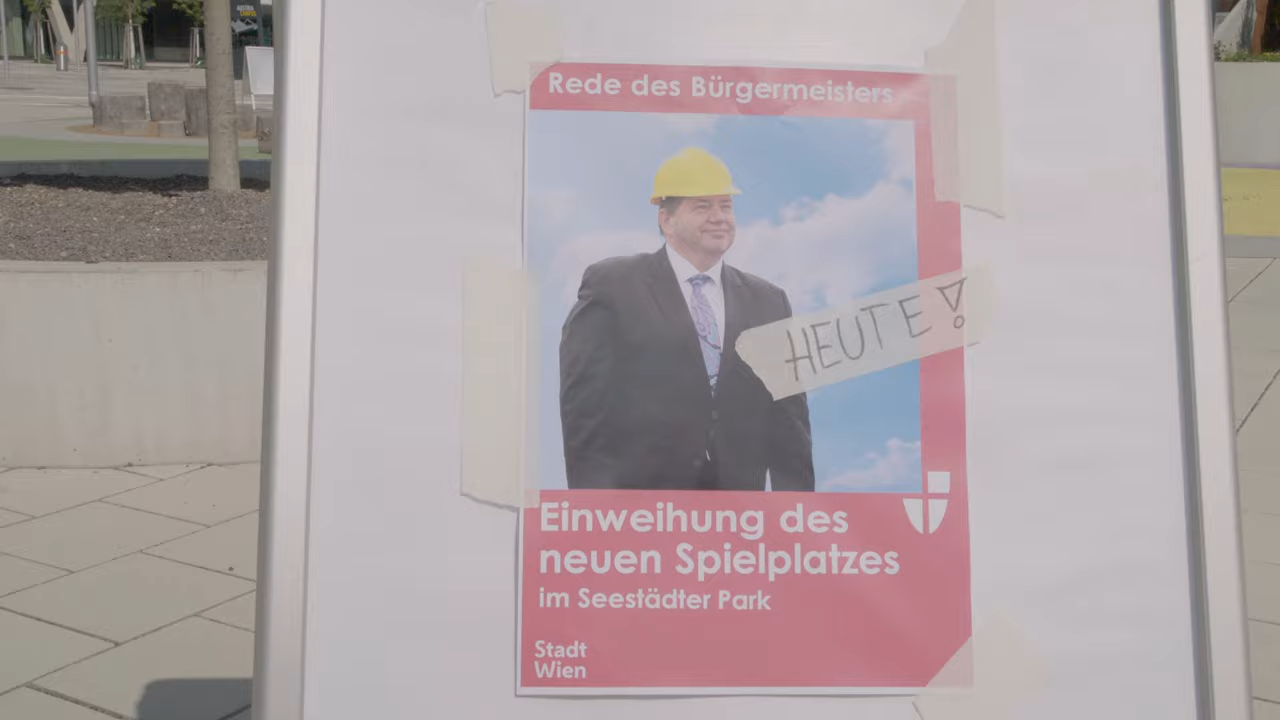 Rede des Bürgermeisters
HEUTE!
Einweihung des
neuen Spielplatzes
im Seestädter Park
Stadt
Wien